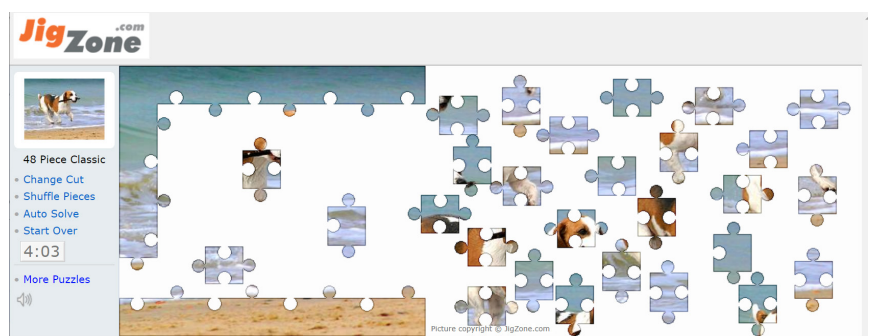 JigZone.com
48 Piece Classic
Change Cut
Shuffle Pieces
Auto Solve
Start Over
4:03
More Puzzles
Picture copyright © JigZone.com